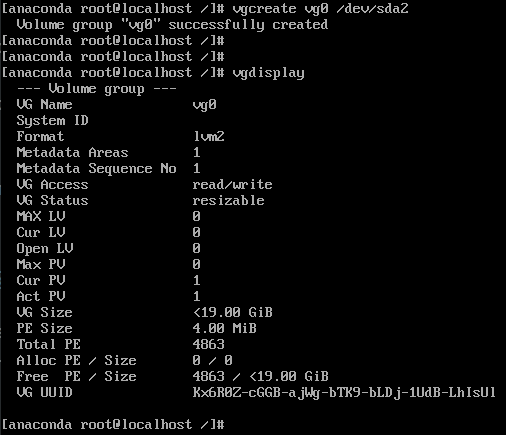 [anaconda root@localhost /]# vgcreate vg0 /dev/sda2
  Volume group "vg0" successfully created
[anaconda root@localhost /]#
[anaconda root@localhost /]#
[anaconda root@localhost /]# vgdisplay
  --- Volume group ---
  VG Name               vg0
  System ID
  Format                lvm2
  Metadata Areas        1
  Metadata Sequence No  1
  VG Access             read/write
  VG Status             resizable
  MAX LV                0
  Cur LV                0
  Open LV               0
  Max PV                0
  Cur PV                1
  Act PV                1
  VG Size               <19.00 GiB
  PE Size               4.00 MiB
  Total PE              4863
  Alloc PE / Size       0 / 0
  Free  PE / Size       4863 / <19.00 GiB
  VG UUID               Kx6R0Z-cGGB-ajWg-bTK9-bLDj-1UdB-LhIsUl

[anaconda root@localhost /]#